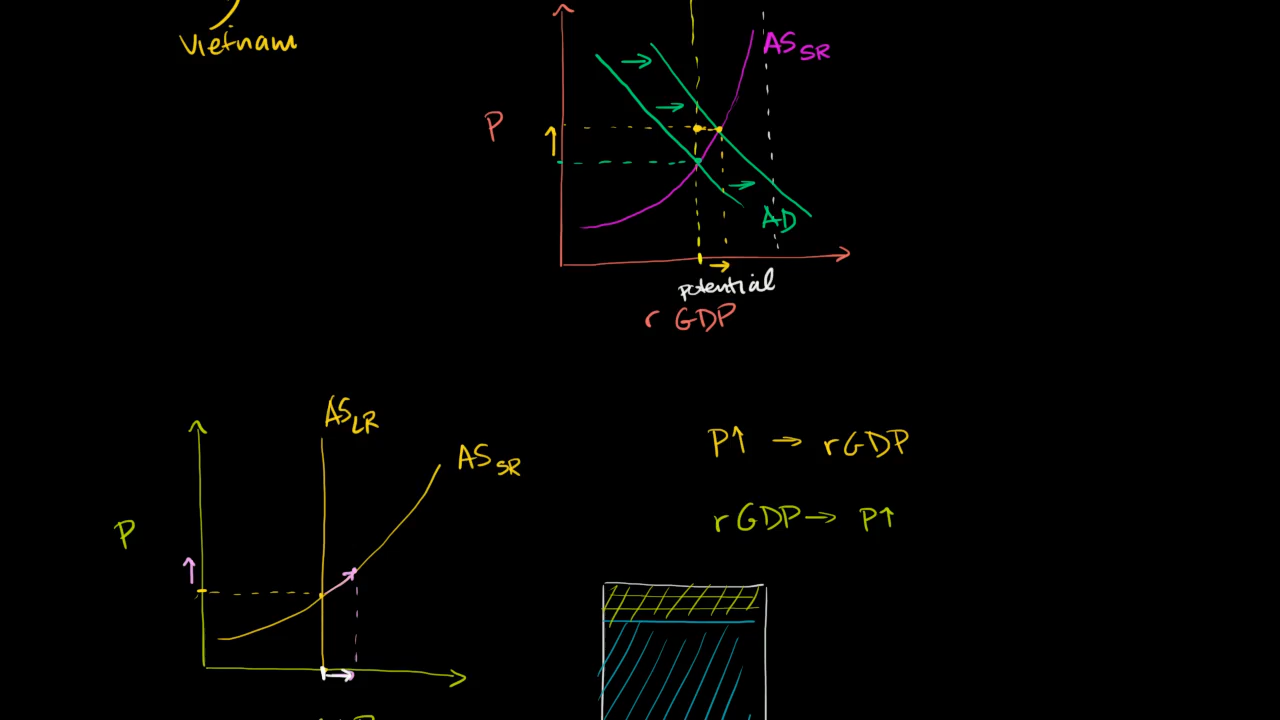 Vietnam
P
AS SR
AD
potential
r GDP
AS LR
AS SR
P
P↑ → rGDP
rGDP → P↑